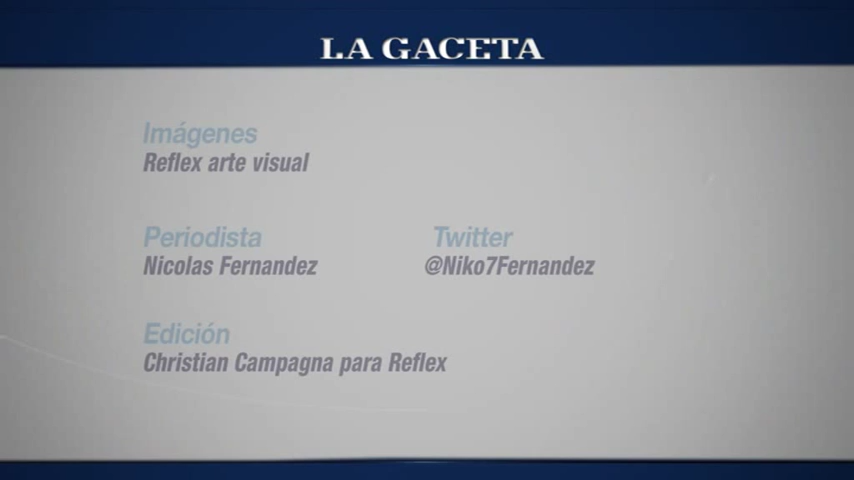 LA GACETA
Imágenes
Reflex arte visual
Periodista
Nicolas Fernandez
Twitter
@Niko7Fernandez
Edición
Christian Campagna para Reflex